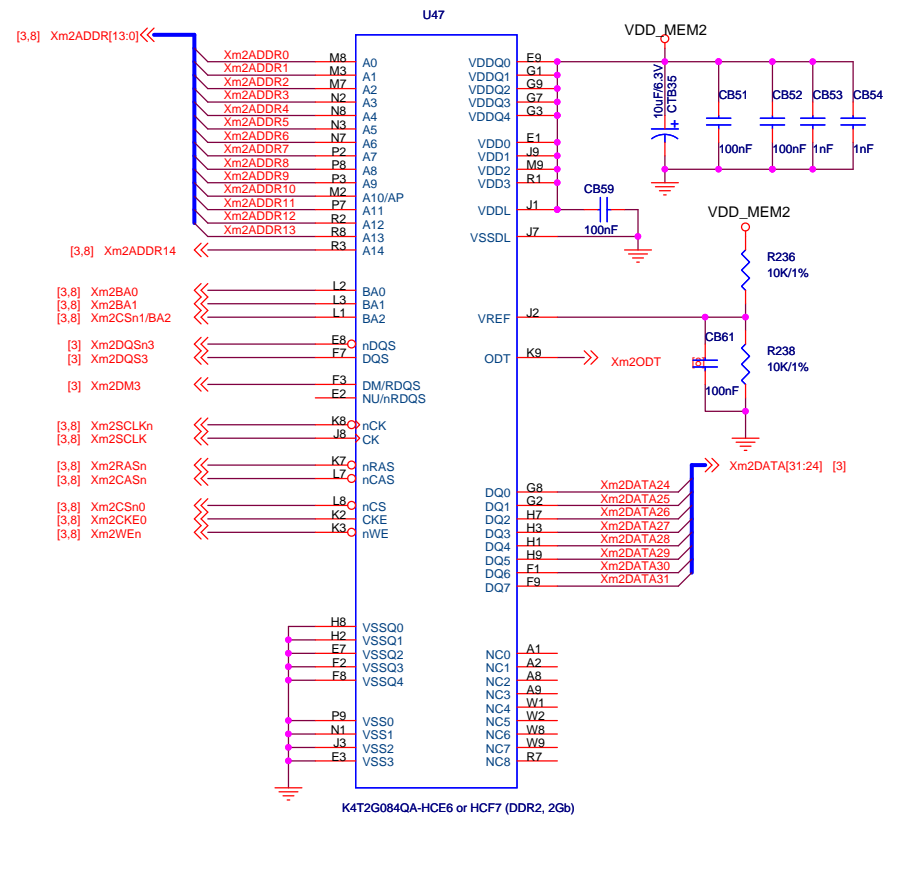 U47
[3,8] Xm2ADDR[13:0]
Xm2ADDR0 M8 A0
Xm2ADDR1 M3 A1
Xm2ADDR2 M7 A2
Xm2ADDR3 N2 A3
Xm2ADDR4 N8 A4
Xm2ADDR5 N3 A5
Xm2ADDR6 N7 A6
Xm2ADDR7 P2 A7
Xm2ADDR8 P8 A8
Xm2ADDR9 P3 A9
Xm2ADDR10 M2 A10/AP
Xm2ADDR11 P7 A11
Xm2ADDR12 R2 A12
Xm2ADDR13 R8 A13
[3,8] Xm2ADDR14 R3 A14
[3,8] Xm2BA0 L2 BA0
[3,8] Xm2BA1 L3 BA1
[3,8] Xm2CSn1/BA2 L1 BA2
[3] Xm2DQSn3 E8 nDQS
[3] Xm2DQS3 F7 DQS
[3] Xm2DM3 F3 DM/RDQS
E2 NU/nRDQS
[3,8] Xm2SCLKn K8 nCK
[3,8] Xm2SCLK J8 CK
[3,8] Xm2RASn K7 nRAS
[3,8] Xm2CASn L7 nCAS
[3,8] Xm2CSn0 L8 nCS
[3,8] Xm2CKE0 K2 CKE
[3,8] Xm2WEn K3 nWE
H8 VSSQ0
H2 VSSQ1
E7 VSSQ2
F2 VSSQ3
F8 VSSQ4
P9 VSS0
N1 VSS1
J3 VSS2
E3 VSS3
VDDQ0 E9
VDDQ1 G1
VDDQ2 G9
VDDQ3 G7
VDDQ4 G3
VDD0 E1
VDD1 J9
VDD2 M9
VDD3 R1
VDDL J1
VSSDL J7
VREF J2
ODT K9 Xm2ODT [8]
DQ0 G8 Xm2DATA24
DQ1 G2 Xm2DATA25
DQ2 H7 Xm2DATA26
DQ3 H3 Xm2DATA27
DQ4 H1 Xm2DATA28
DQ5 H9 Xm2DATA29
DQ6 F1 Xm2DATA30
DQ7 F9 Xm2DATA31
Xm2DATA[31:24] [3]
NC0 A1
NC1 A2
NC2 A8
NC3 A9
NC4 W1
NC5 W2
NC6 W8
NC7 W9
NC8 R7
VDD_MEM2
10uF/6.3V
CTB35
+
CB51 CB52 CB53 CB54
100nF 100nF 1nF 1nF
CB59
100nF
VDD_MEM2
R236
10K/1%
CB61
100nF
R238
10K/1%
K4T2G084QA-HCE6 or HCF7 (DDR2, 2Gb)